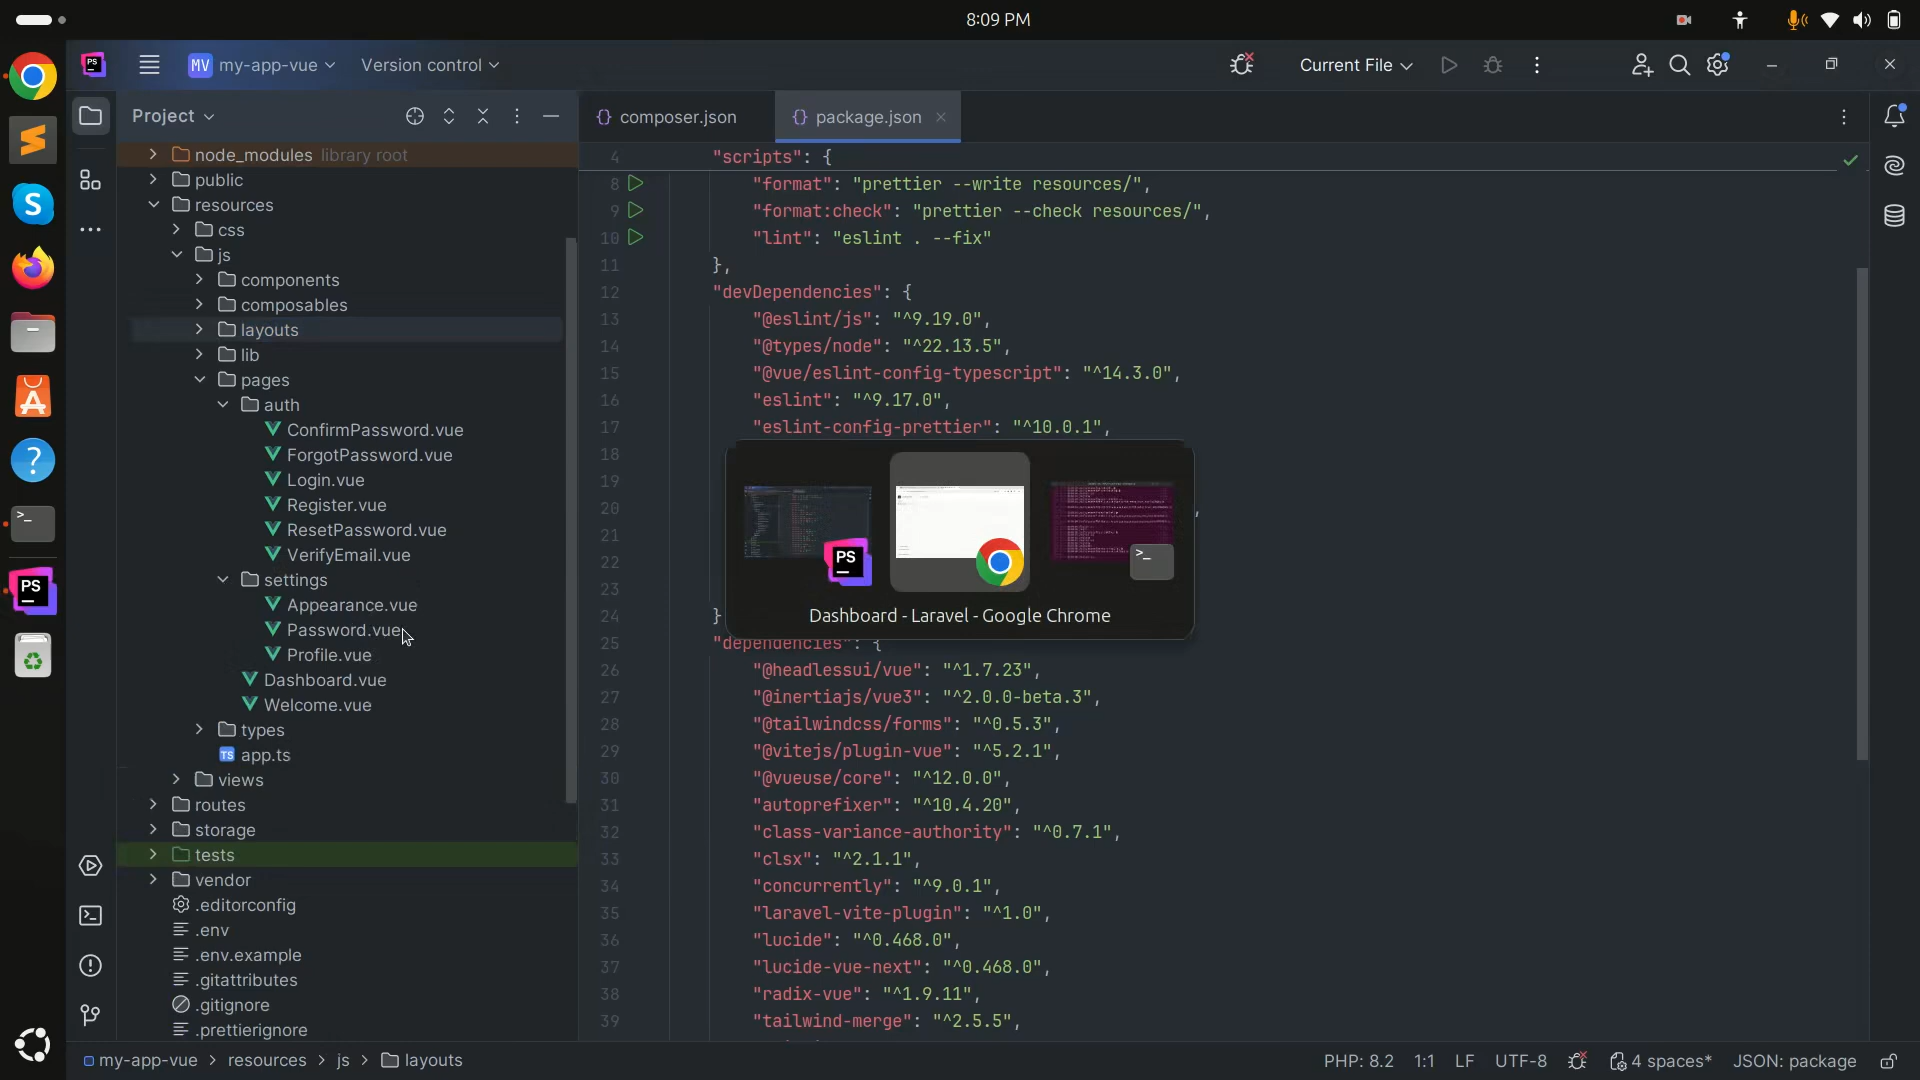 8:09 PM
PS
MV my-app-vue
Version control
Current File
Project
composer.json
package.json
node_modules library root
public
resources
css
js
components
composables
layouts
lib
pages
auth
ConfirmPassword.vue
ForgotPassword.vue
Login.vue
Register.vue
ResetPassword.vue
VerifyEmail.vue
settings
Appearance.vue
Password.vue
Profile.vue
Dashboard.vue
Welcome.vue
types
TS app.ts
views
routes
storage
tests
vendor
.editorconfig
.env
.env.example
.gitattributes
.gitignore
.prettierignore
4 "scripts": {
8 "format": "prettier --write resources/",
9 "format:check": "prettier --check resources/",
10 "lint": "eslint . --fix"
11 },
12 "devDependencies": {
13 "@eslint/js": "^9.19.0",
14 "@types/node": "^22.13.5",
15 "@vue/eslint-config-typescript": "^14.3.0",
16 "eslint": "^9.17.0",
17 "eslint-config-prettier": "^10.0.1",
18
19
20 ,
21
22
23
24 }
25 "dependencies": {
26 "@headlessui/vue": "^1.7.23",
27 "@inertiajs/vue3": "^2.0.0-beta.3",
28 "@tailwindcss/forms": "^0.5.3",
29 "@vitejs/plugin-vue": "^5.2.1",
30 "@vueuse/core": "^12.0.0",
31 "autoprefixer": "^10.4.20",
32 "class-variance-authority": "^0.7.1",
33 "clsx": "^2.1.1",
34 "concurrently": "^9.0.1",
35 "laravel-vite-plugin": "^1.0",
36 "lucide": "^0.468.0",
37 "lucide-vue-next": "^0.468.0",
38 "radix-vue": "^1.9.11",
39 "tailwind-merge": "^2.5.5",
PS
>_
Dashboard - Laravel - Google Chrome
S
?
>_
PS
my-app-vue > resources > js > layouts
PHP: 8.2 1:1 LF UTF-8 4 spaces* JSON: package